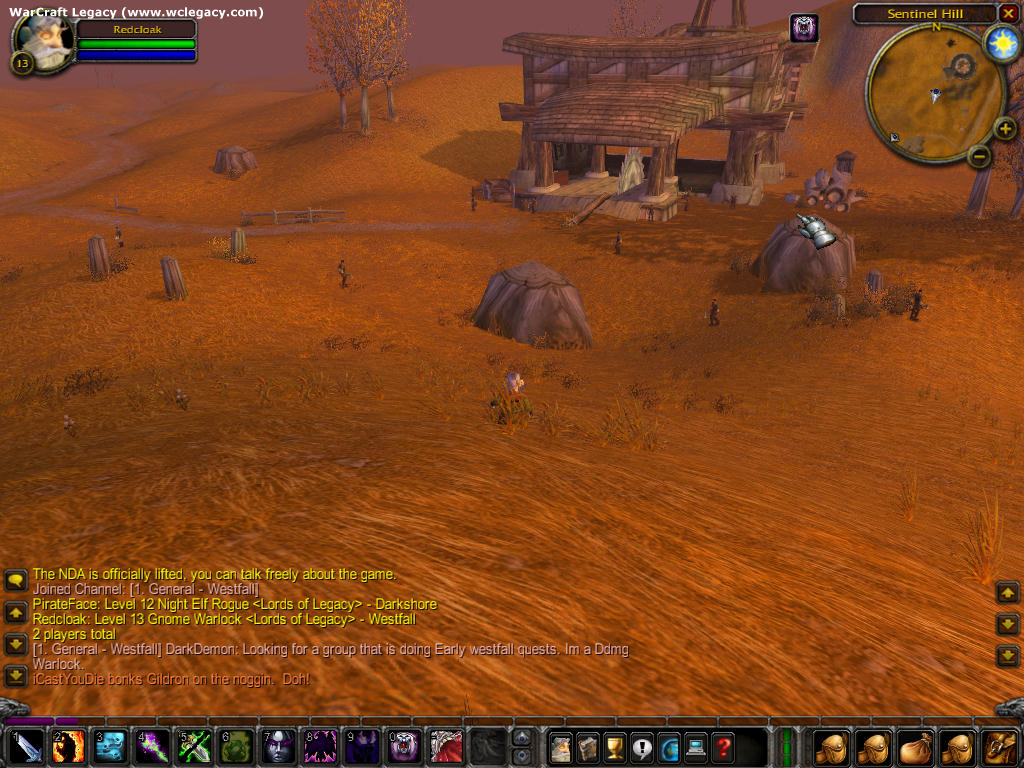 WarCraft Legacy (www.wclegacy.com)
Redcloak
13
Sentinel Hill
N
The NDA is officially lifted, you can talk freely about the game.
Joined Channel: [1. General - Westfall]
PirateFace: Level 12 Night Elf Rogue <Lords of Legacy> - Darkshore
Redcloak: Level 13 Gnome Warlock <Lords of Legacy> - Westfall
2 players total
[1. General - Westfall] DarkDemon: Looking for a group that is doing Early westfall quests. Im a Ddmg
Warlock.
iCastYouDie bonks Gildron on the noggin. Doh!
1 2 3 4 5 6 7 8 9 0